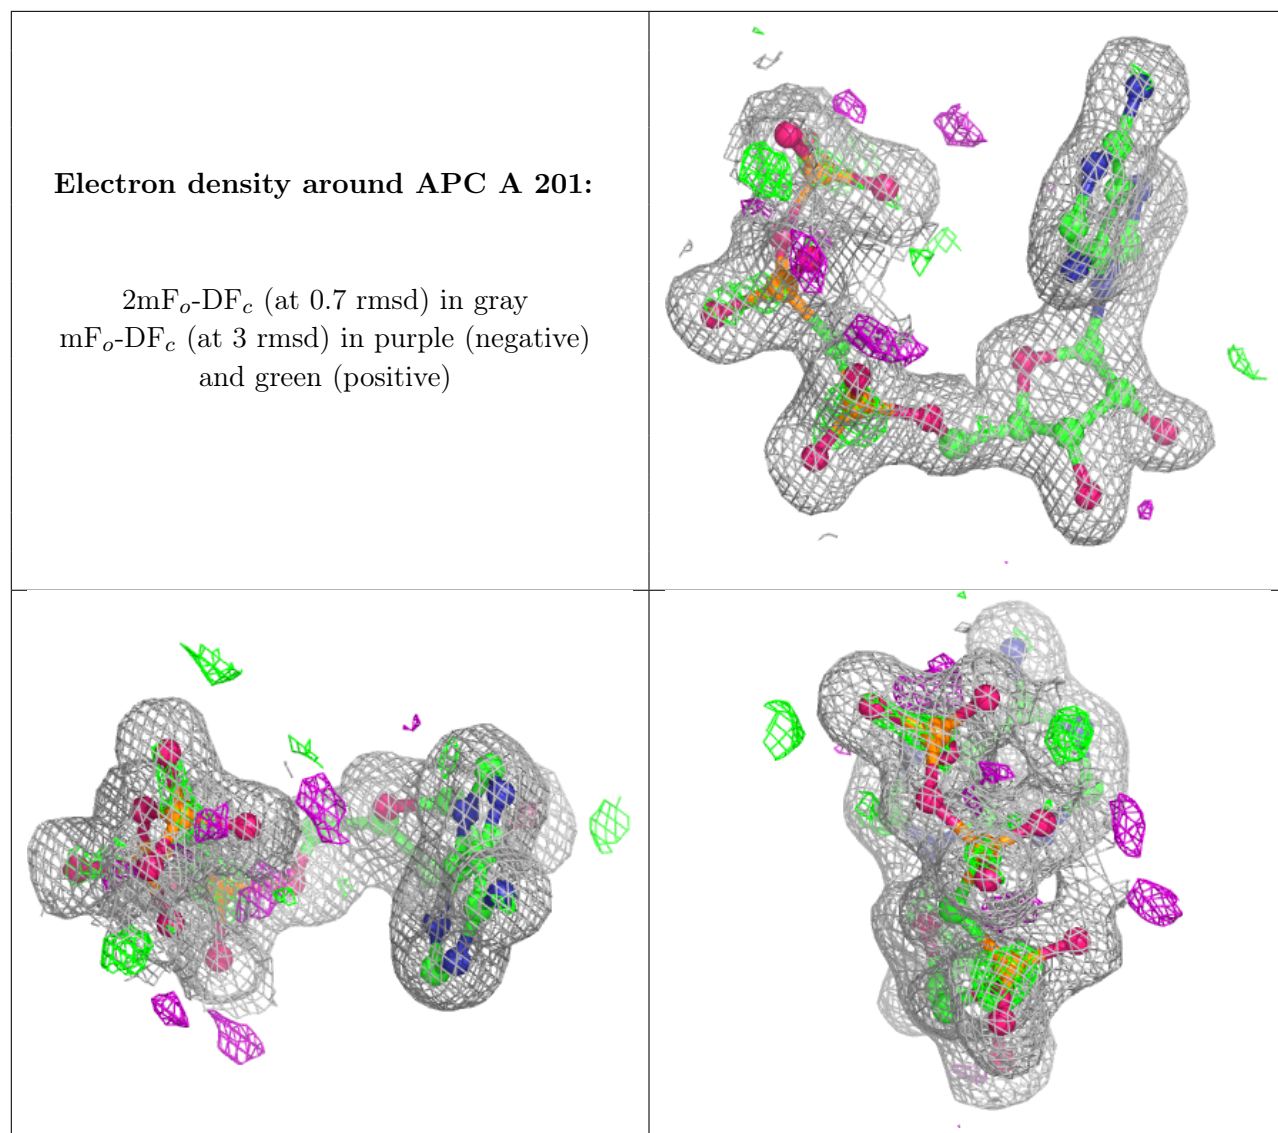 Electron density around APC A 201:
2mFo-DFc (at 0.7 rmsd) in gray
mFo-DFc (at 3 rmsd) in purple (negative)
and green (positive)